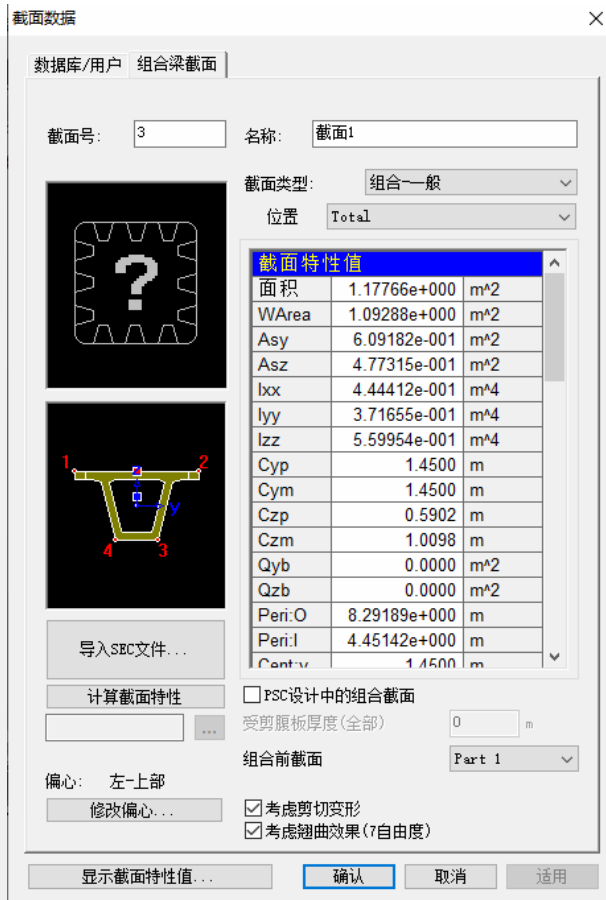 截面数据
数据库/用户 组合梁截面
截面号: 3 名称: 截面1
截面类型: 组合-一般
位置 Total
?
截面特性值
面积 1.17766e+000 m^2
WArea 1.09288e+000 m^2
Asy 6.09182e-001 m^2
Asz 4.77315e-001 m^2
Ixx 4.44412e-001 m^4
Iyy 3.71655e-001 m^4
Izz 5.59954e-001 m^4
Cyp 1.4500 m
Cym 1.4500 m
Czp 0.5902 m
Czm 1.0098 m
Qyb 0.0000 m^2
Qzb 0.0000 m^2
Peri:O 8.29189e+000 m
Peri:I 4.45142e+000 m
Cent:y 1.4500 m
1 2
y
4 3
导入SEC文件...
计算截面特性
...
偏心: 左-上部
修改偏心...
PSC设计中的组合截面
受剪腹板厚度(全部) 0 m
组合前截面 Part 1
考虑剪切变形
考虑翘曲效果(7自由度)
显示截面特性值... 确认 取消 适用